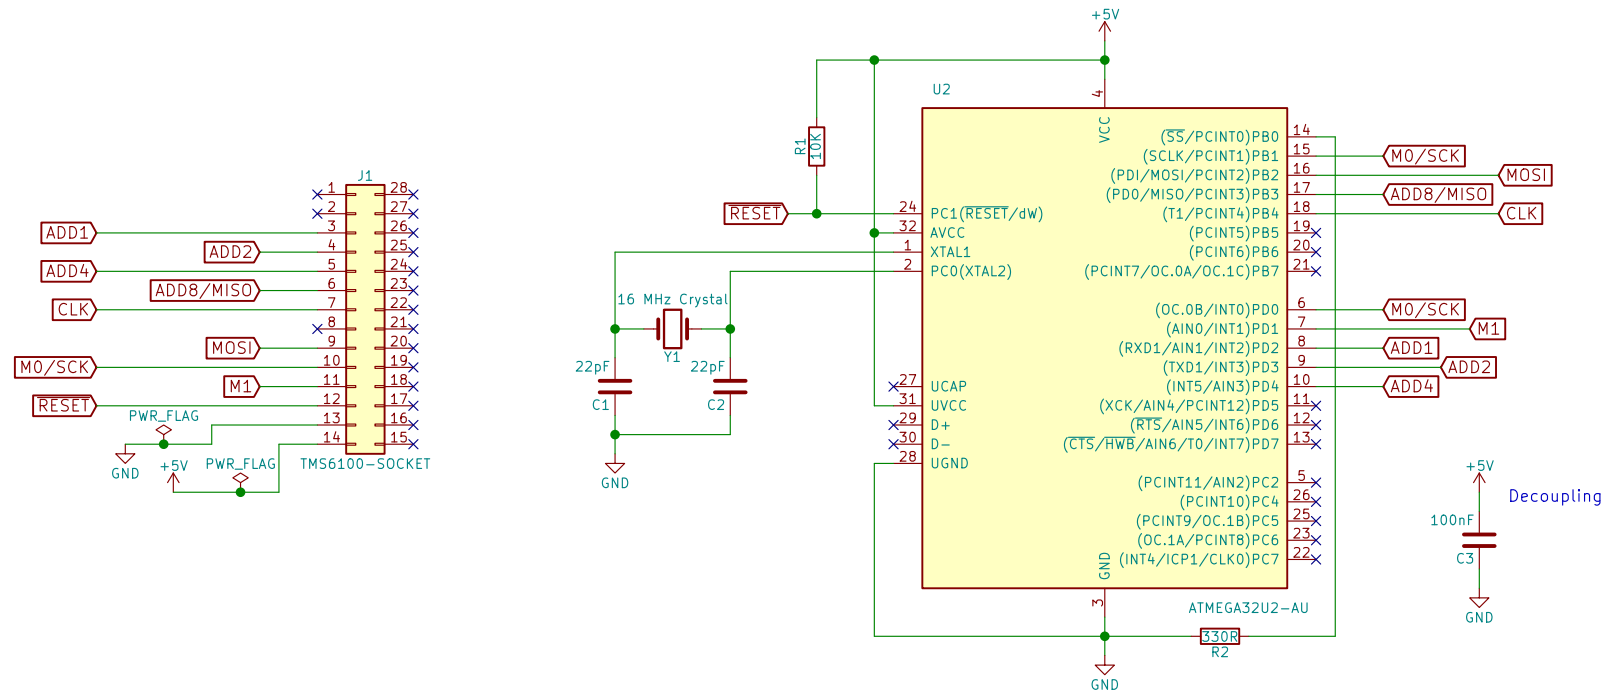 J1
1 28
2 27
ADD1 3 26
ADD2 4 25
ADD4 5 24
ADD8/MISO 6 23
CLK 7 22
8 21
MOSI 9 20
M0/SCK 10 19
M1 11 18
RESET 12 17
PWR_FLAG 13 16
14 15
GND
+5V
PWR_FLAG
TMS6100-SOCKET
+5V
R1
10K
RESET
16 MHz Crystal
Y1
22pF
C1
22pF
C2
GND
U2
4
VCC
24 PC1(RESET/dW)
32 AVCC
1 XTAL1
2 PC0(XTAL2)
27 UCAP
31 UVCC
29 D+
30 D-
28 UGND
(SS/PCINT0)PB0 14
(SCLK/PCINT1)PB1 15 M0/SCK
(PDI/MOSI/PCINT2)PB2 16 MOSI
(PD0/MISO/PCINT3)PB3 17 ADD8/MISO
(T1/PCINT4)PB4 18 CLK
(PCINT5)PB5 19
(PCINT6)PB6 20
(PCINT7/OC.0A/OC.1C)PB7 21
(OC.0B/INT0)PD0 6 M0/SCK
(AIN0/INT1)PD1 7 M1
(RXD1/AIN1/INT2)PD2 8 ADD1
(TXD1/INT3)PD3 9 ADD2
(INT5/AIN3)PD4 10 ADD4
(XCK/AIN4/PCINT12)PD5 11
(RTS/AIN5/INT6)PD6 12
(CTS/HWB/AIN6/T0/INT7)PD7 13
(PCINT11/AIN2)PC2 5
(PCINT10)PC4 26
(PCINT9/OC.1B)PC5 25
(OC.1A/PCINT8)PC6 23
(INT4/ICP1/CLK0)PC7 22
GND
3
ATMEGA32U2-AU
330R
R2
GND
+5V
Decoupling
100nF
C3
GND